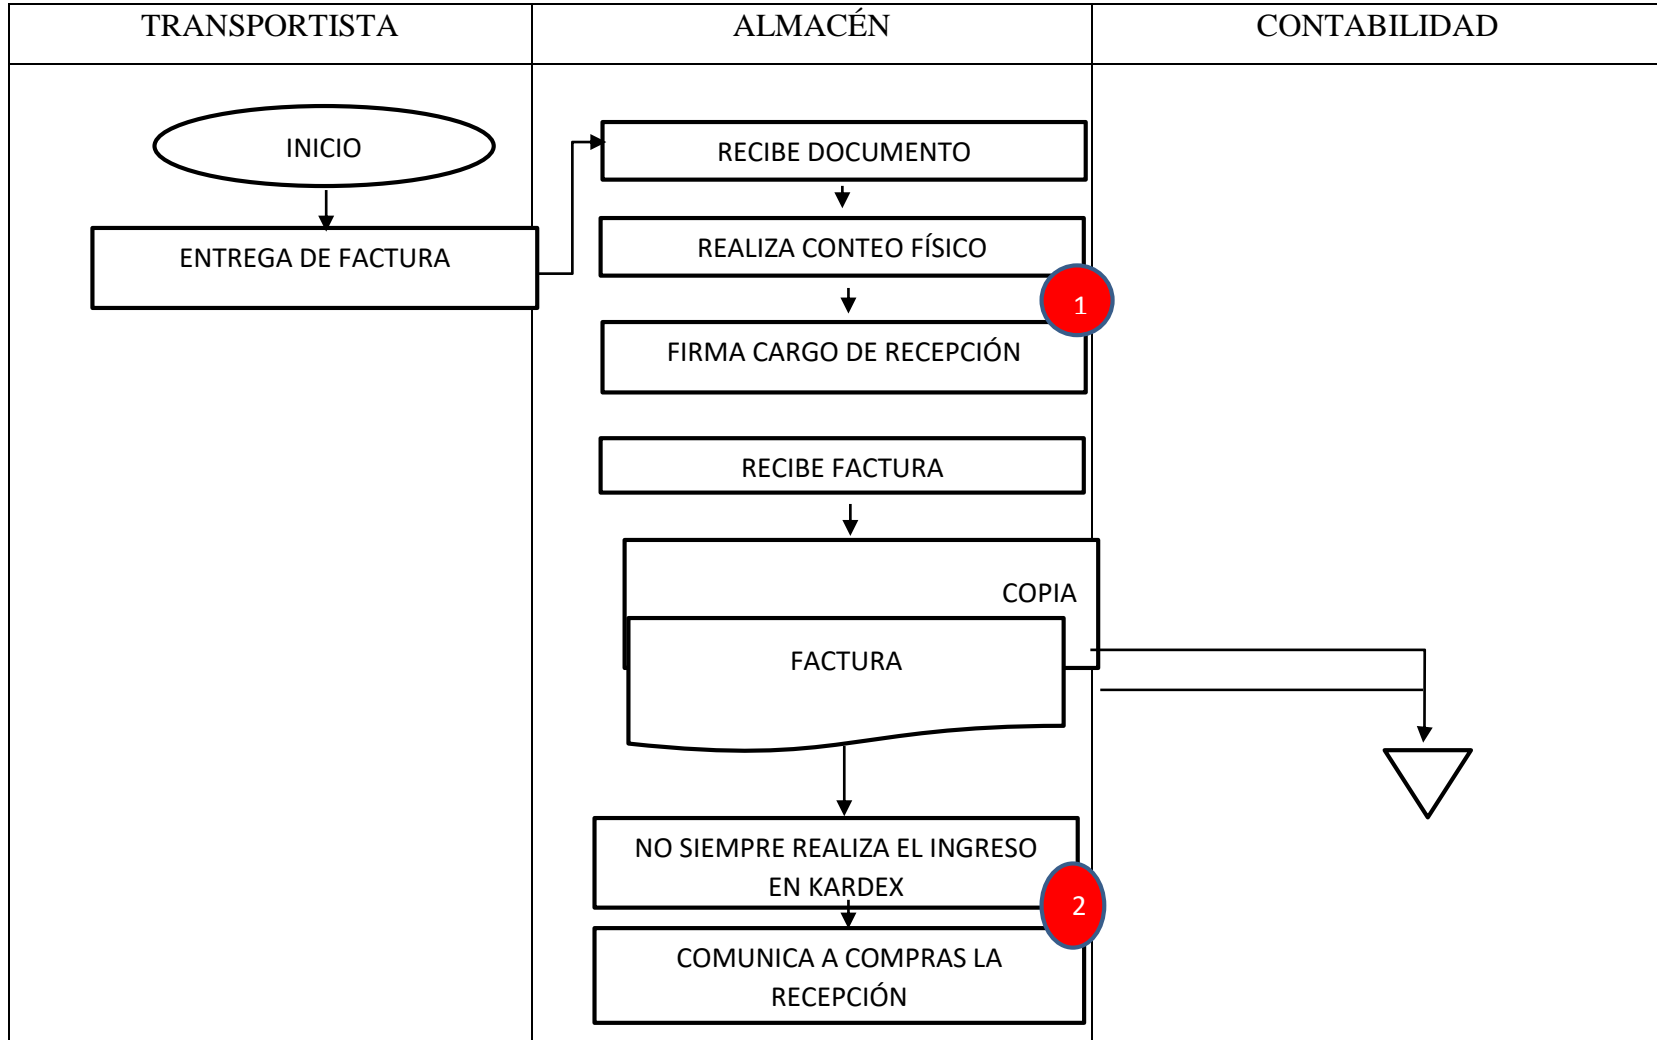 TRANSPORTISTA
ALMACÉN
CONTABILIDAD
INICIO
RECIBE DOCUMENTO
ENTREGA DE FACTURA
REALIZA CONTEO FÍSICO
1
FIRMA CARGO DE RECEPCIÓN
RECIBE FACTURA
COPIA
FACTURA
NO SIEMPRE REALIZA EL INGRESO
EN KARDEX
2
COMUNICA A COMPRAS LA
RECEPCIÓN